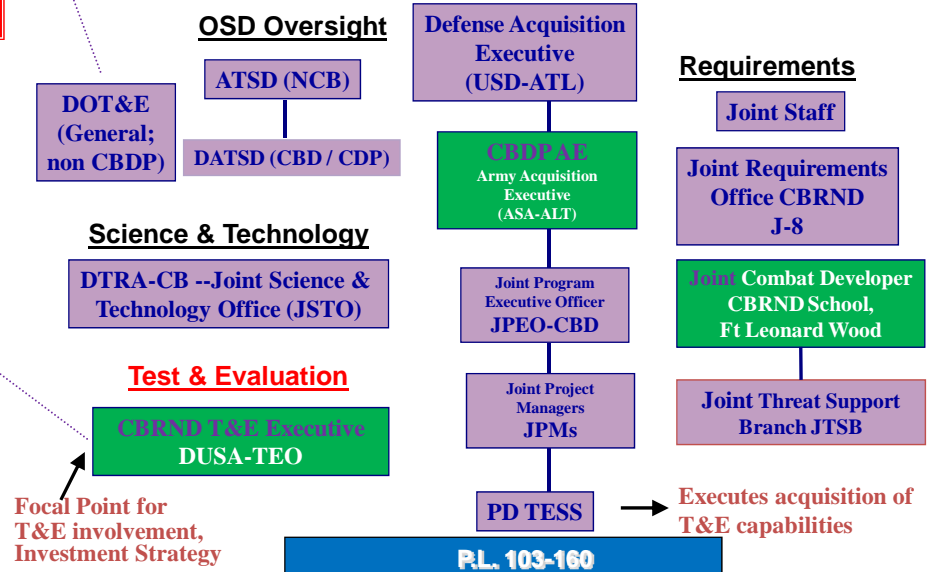 OSD Oversight
DOT&E
(General;
non CBDP)
ATSD (NCB)
DATSD (CBD / CDP)
Science & Technology
DTRA-CB --Joint Science &
Technology Office (JSTO)
Test & Evaluation
CBRND T&E Executive
DUSA-TEO
Focal Point for
T&E involvement,
Investment Strategy
Defense Acquisition
Executive
(USD-ATL)
CBDP AE
Army Acquisition
Executive
(ASA-ALT)
Joint Program
Executive Officer
JPEO-CBD
Joint Project
Managers
JPMs
PD TESS
Executes acquisition of
T&E capabilities
Requirements
Joint Staff
Joint Requirements
Office CBRND
J-8
Joint Combat Developer
CBRND School,
Ft Leonard Wood
Joint Threat Support
Branch JTSB
P.L. 103-160